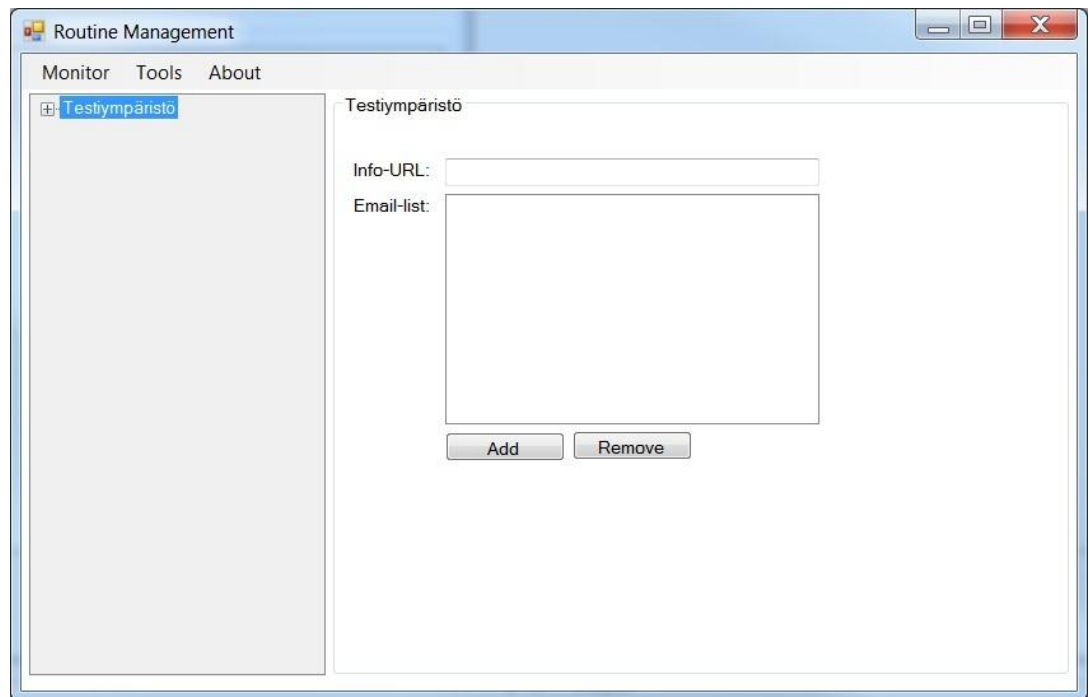 Routine Management
Monitor Tools About
Testiympäristö
Testiympäristö
Info-URL:
Email-list:
Add Remove